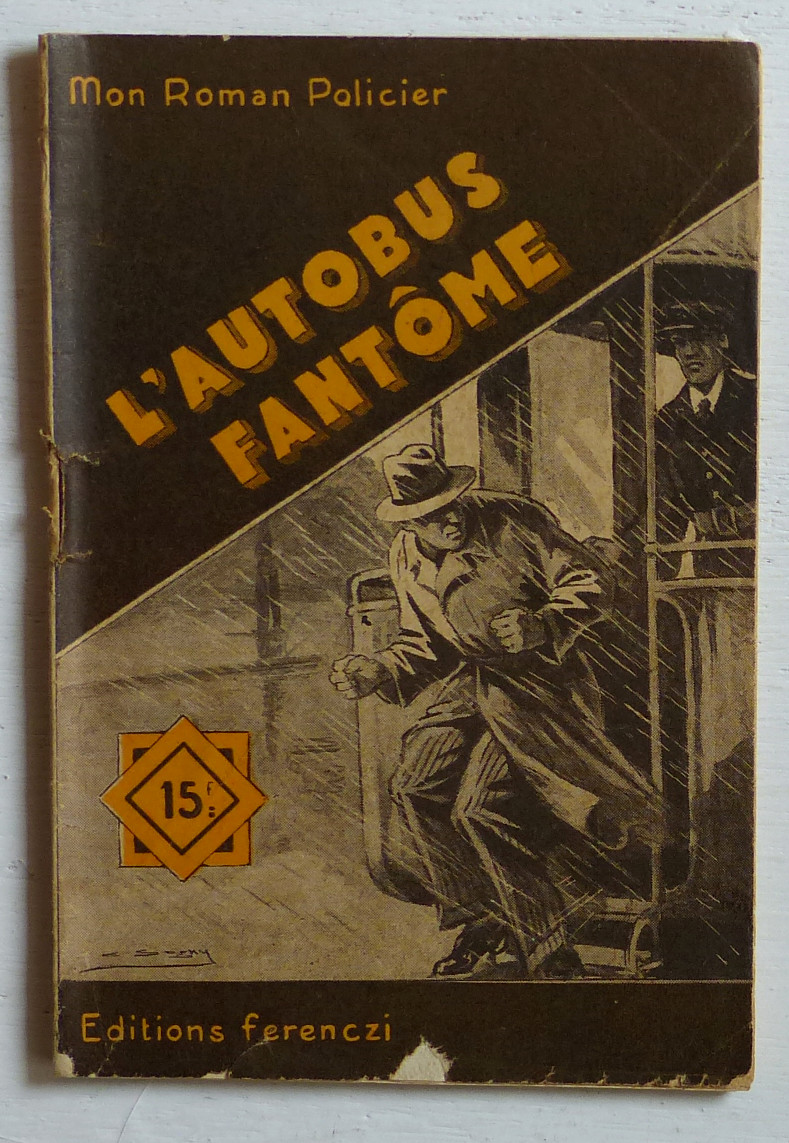 Mon Roman Policier
L'AUTOBUS
FANTÔME
15F
Editions ferenczi